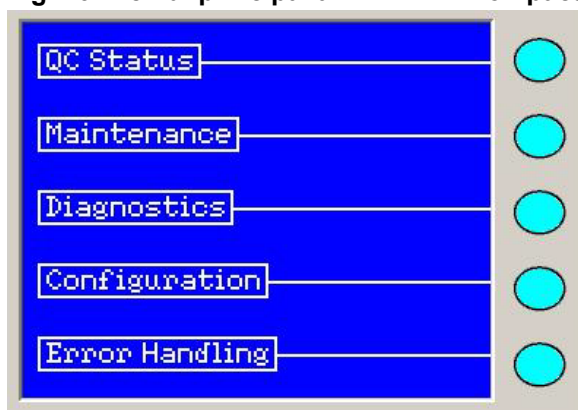 QC Status
Maintenance
Diagnostics
Configuration
Error Handling